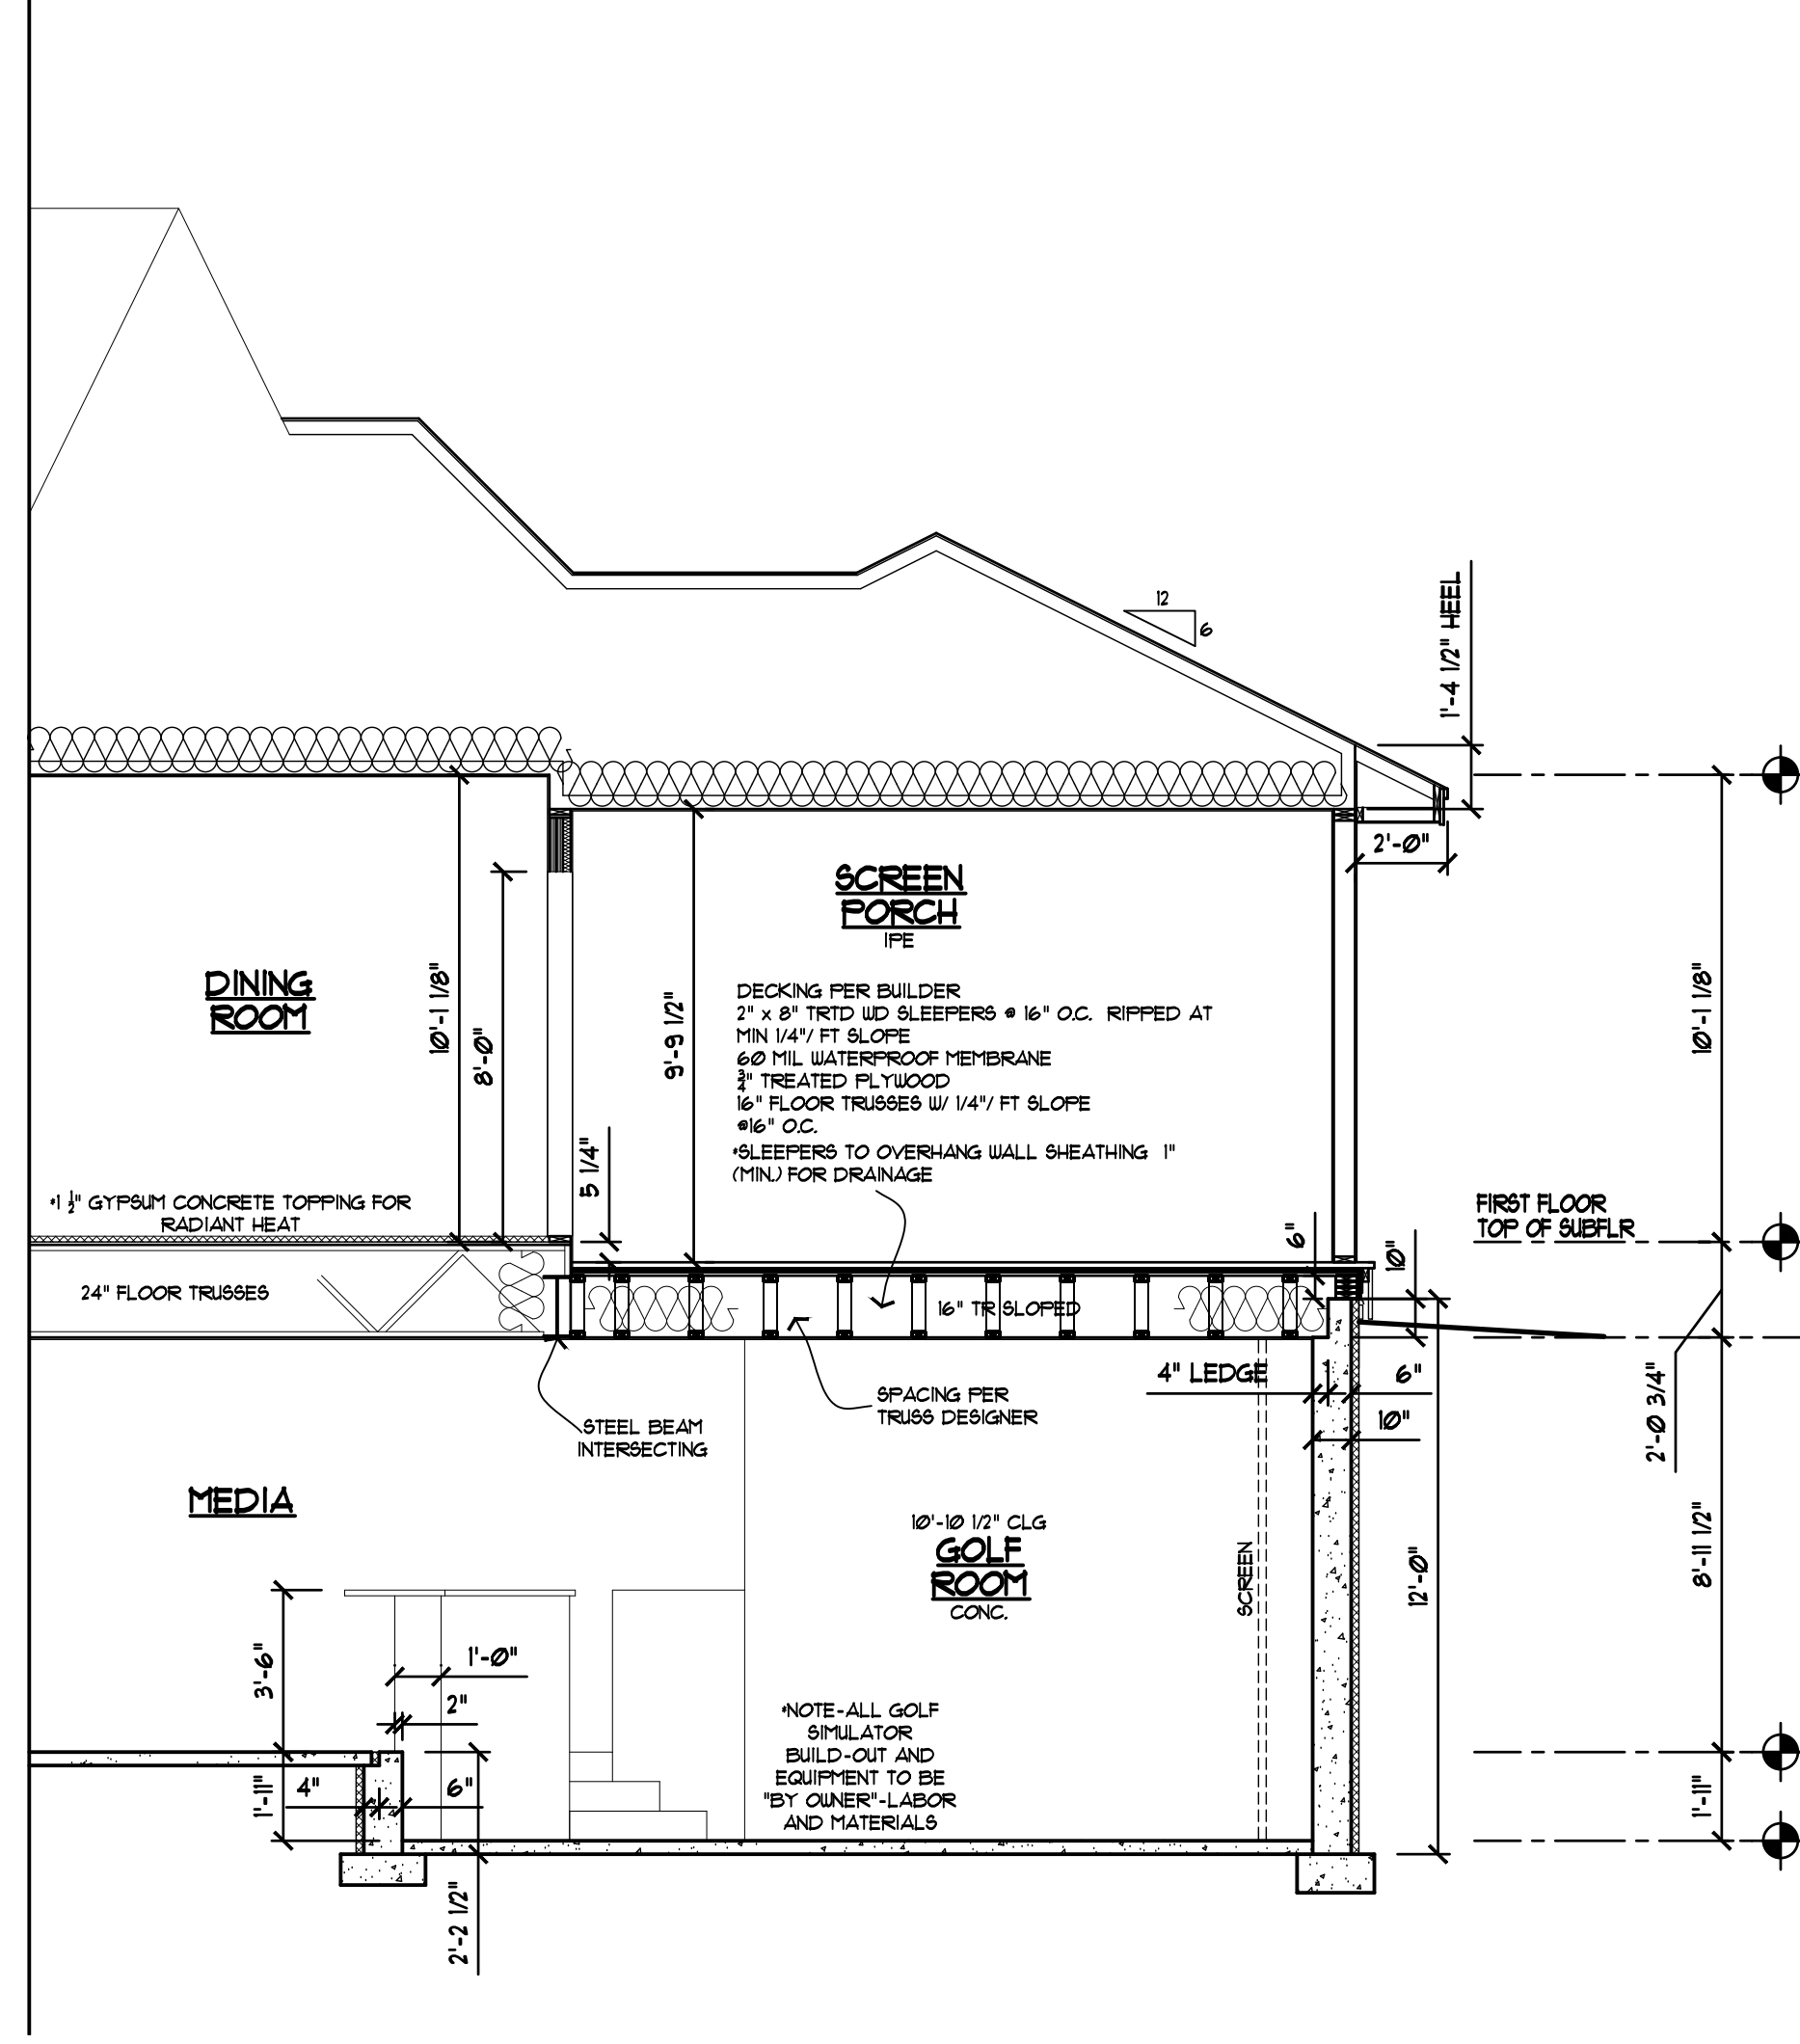 12
6
1'-4 1/2" HEEL
2'-0"
SCREEN
PORCH
IPE
DINING
ROOM
10'-1 1/8"
8'-0"
9'-9 1/2"
10'-1 1/8"
DECKING PER BUILDER
2" x 8" TRTD WD SLEEPERS @ 16" O.C. RIPPED AT
MIN 1/4"/ FT SLOPE
60 MIL WATERPROOF MEMBRANE
3/4" TREATED PLYWOOD
16" FLOOR TRUSSES W/ 1/4"/ FT SLOPE
@16" O.C.
*SLEEPERS TO OVERHANG WALL SHEATHING 1"
(MIN.) FOR DRAINAGE
5 1/4"
*1 1/2" GYPSUM CONCRETE TOPPING FOR
RADIANT HEAT
FIRST FLOOR
TOP OF SUBFLR
6"
10"
24" FLOOR TRUSSES
16" TR SLOPED
4" LEDGE
6"
10"
SPACING PER
TRUSS DESIGNER
STEEL BEAM
INTERSECTING
2'-0 3/4"
MEDIA
10'-10 1/2" CLG
GOLF
ROOM
CONC.
SCREEN
12'-0"
8'-11 1/2"
3'-6"
1'-0"
2"
*NOTE-ALL GOLF
SIMULATOR
BUILD-OUT AND
EQUIPMENT TO BE
"BY OWNER"-LABOR
AND MATERIALS
1'-11"
4"
6"
1'-11"
2'-2 1/2"